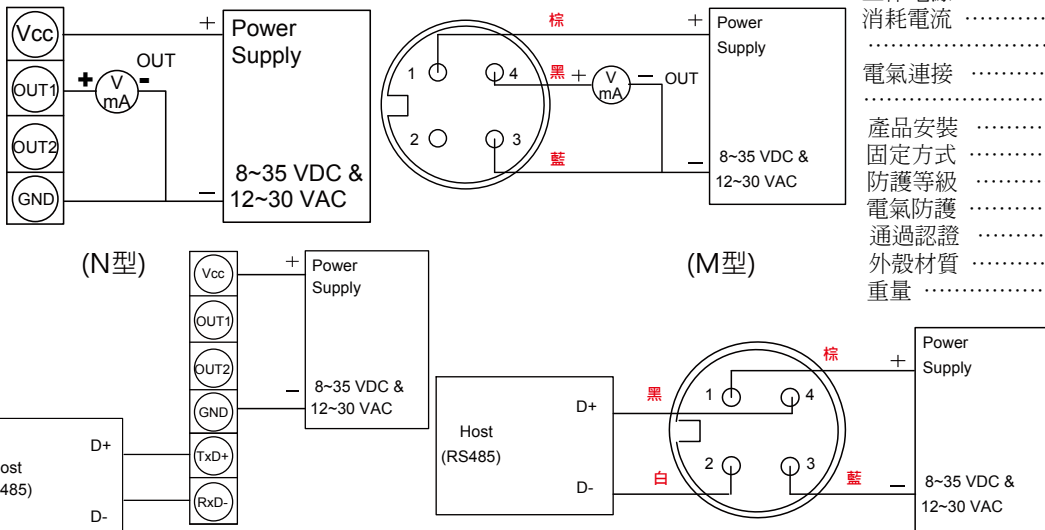 Vcc
OUT1
OUT2
GND
+
V
mA
-
OUT
+
Power
Supply
8~35 VDC &
12~30 VAC
−
1
4
2
3
棕
黑
藍
+
V
mA
−
OUT
+
Power
Supply
8~35 VDC &
12~30 VAC
−
消耗電流 …………
電氣連接 …………
產品安裝 …………
固定方式 …………
防護等級 …………
電氣防護 …………
通過認證 …………
外殼材質 …………
重量 ………………
(N型)
Vcc
OUT1
OUT2
GND
TxD+
RxD-
+
Power
Supply
−
8~35 VDC &
12~30 VAC
D+
485)
D-
(M型)
Host
(RS485)
D+
D-
黑
白
棕
藍
1
4
2
3
+
Power
Supply
−
8~35 VDC &
12~30 VAC